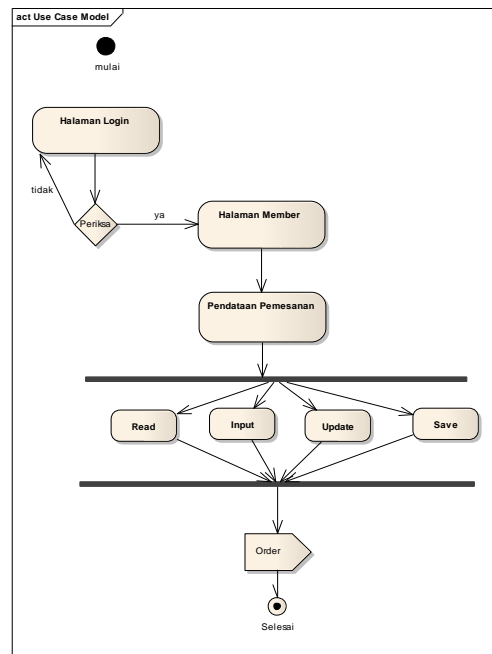 act Use Case Model
mulai
Halaman Login
tidak
Periksa
ya
Halaman Member
Pendataan Pemesanan
Read
Input
Update
Save
Order
Selesai